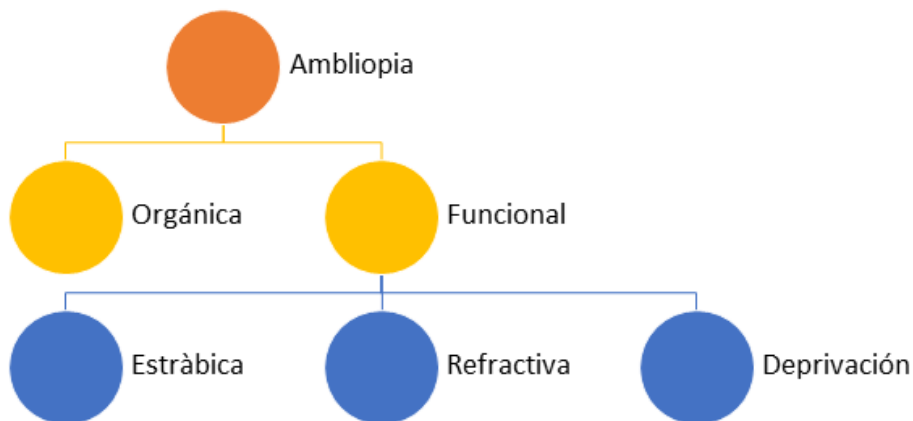 Ambliopia
Orgánica
Funcional
Estràbica
Refractiva
Deprivación